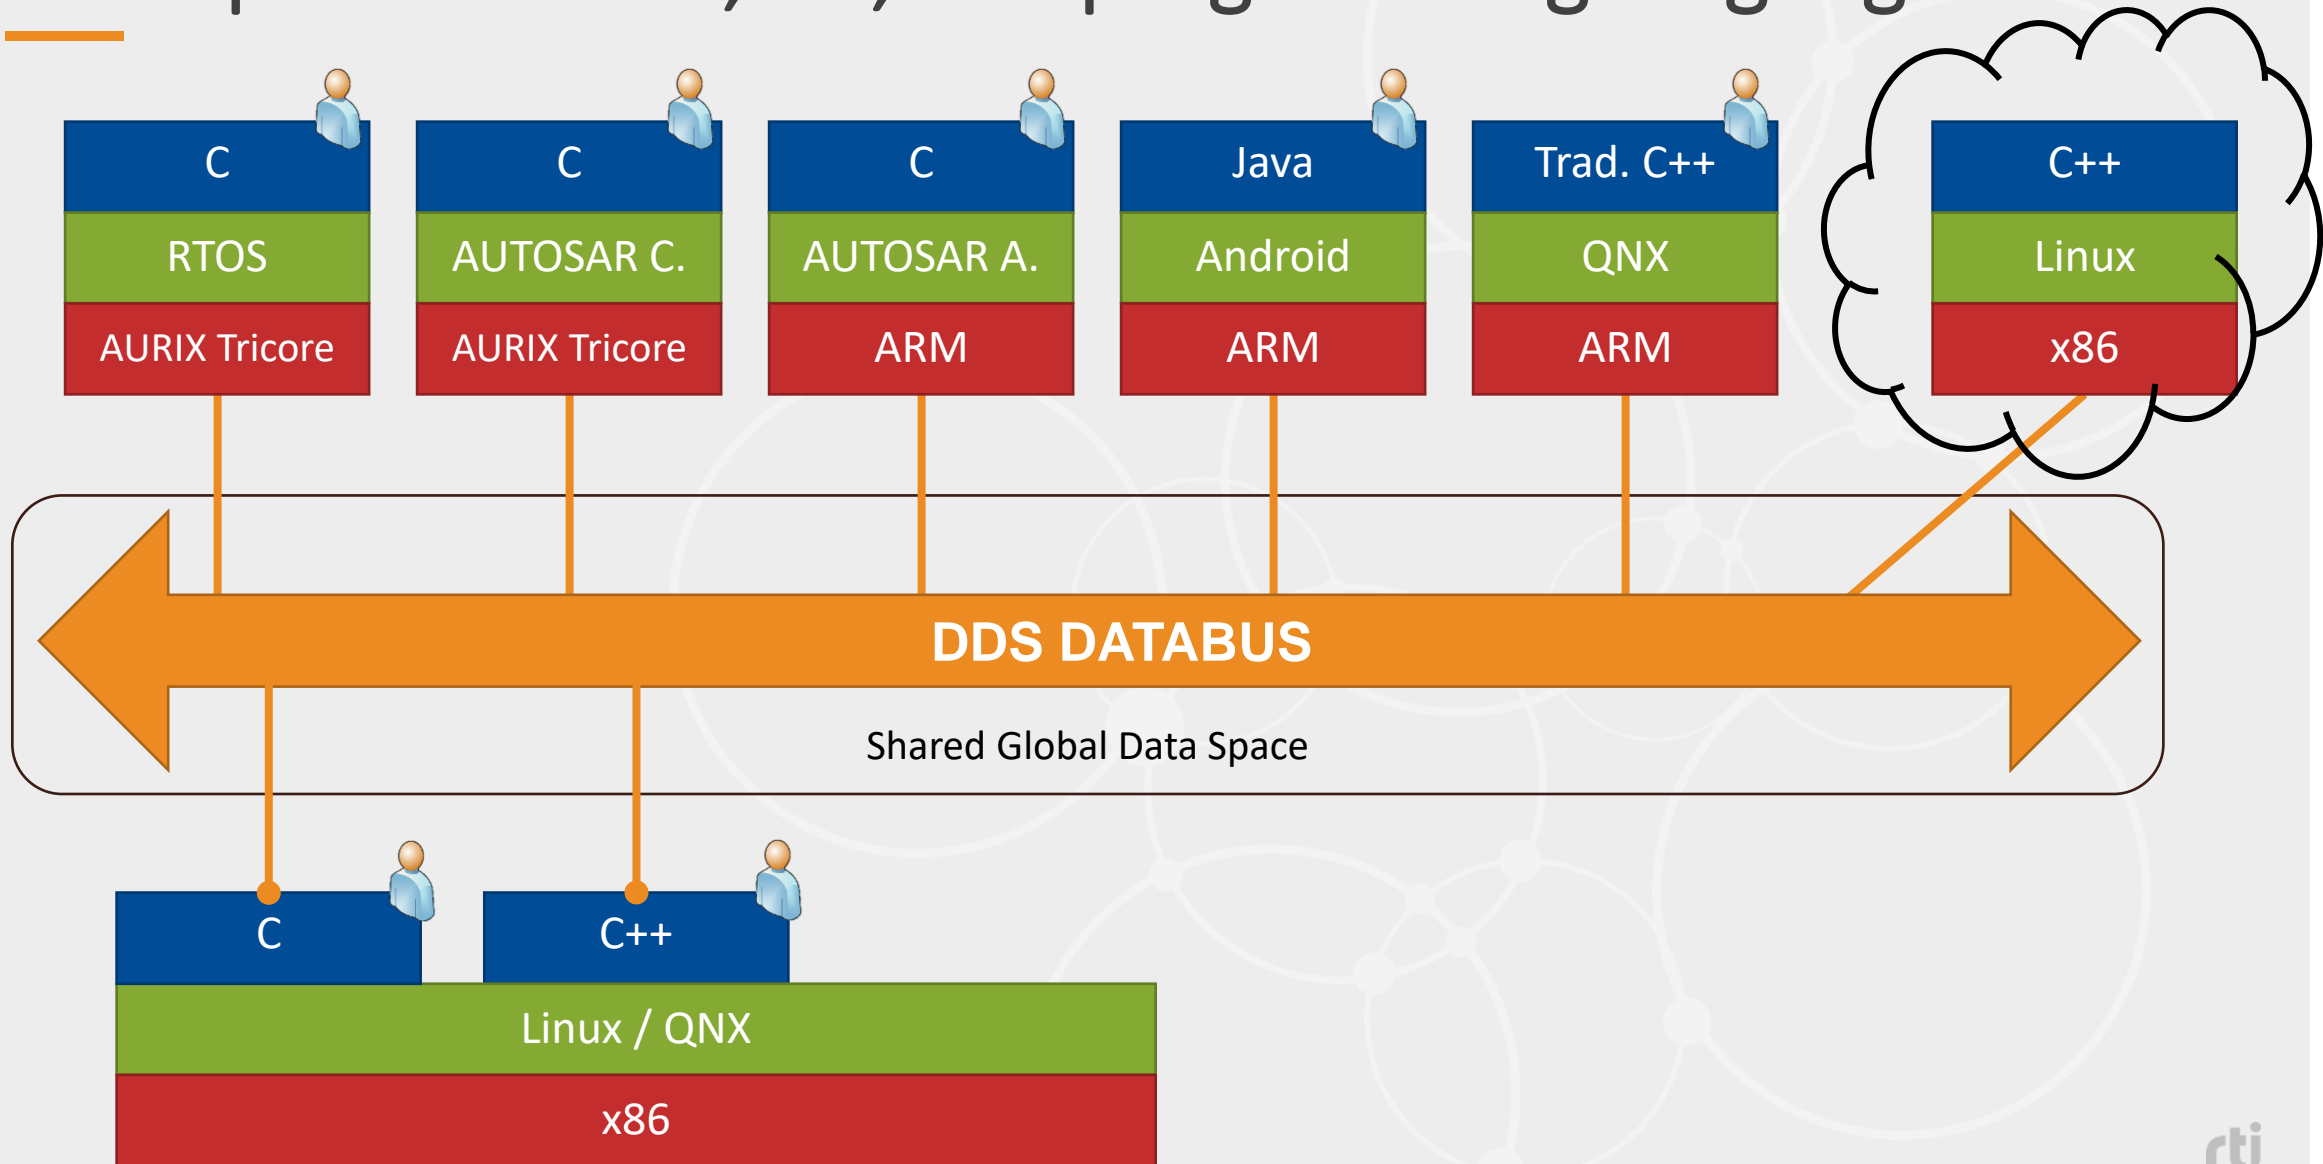 C
C
C
Java
Trad. C++
C++
RTOS
AUTOSAR C.
AUTOSAR A.
Android
QNX
Linux
AURIX Tricore
AURIX Tricore
ARM
ARM
ARM
x86
DDS DATABUS
Shared Global Data Space
C
C++
Linux / QNX
x86
rti